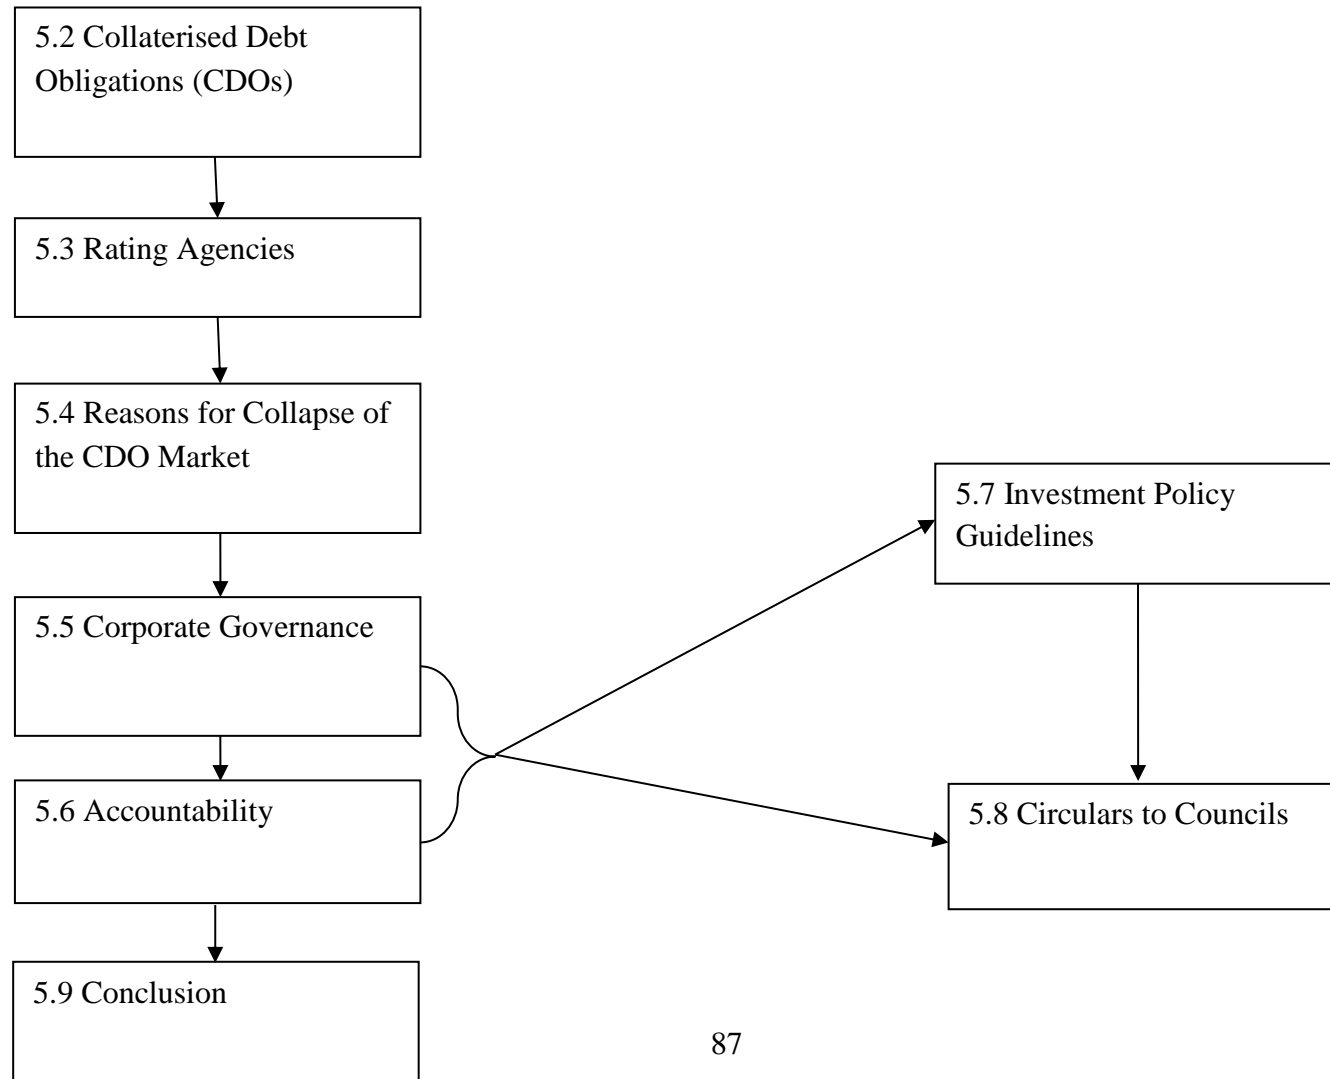 5.2 Collaterised Debt
Obligations (CDOs)
5.3 Rating Agencies
5.4 Reasons for Collapse of
the CDO Market
5.5 Corporate Governance
5.6 Accountability
5.9 Conclusion
5.7 Investment Policy
Guidelines
5.8 Circulars to Councils
87